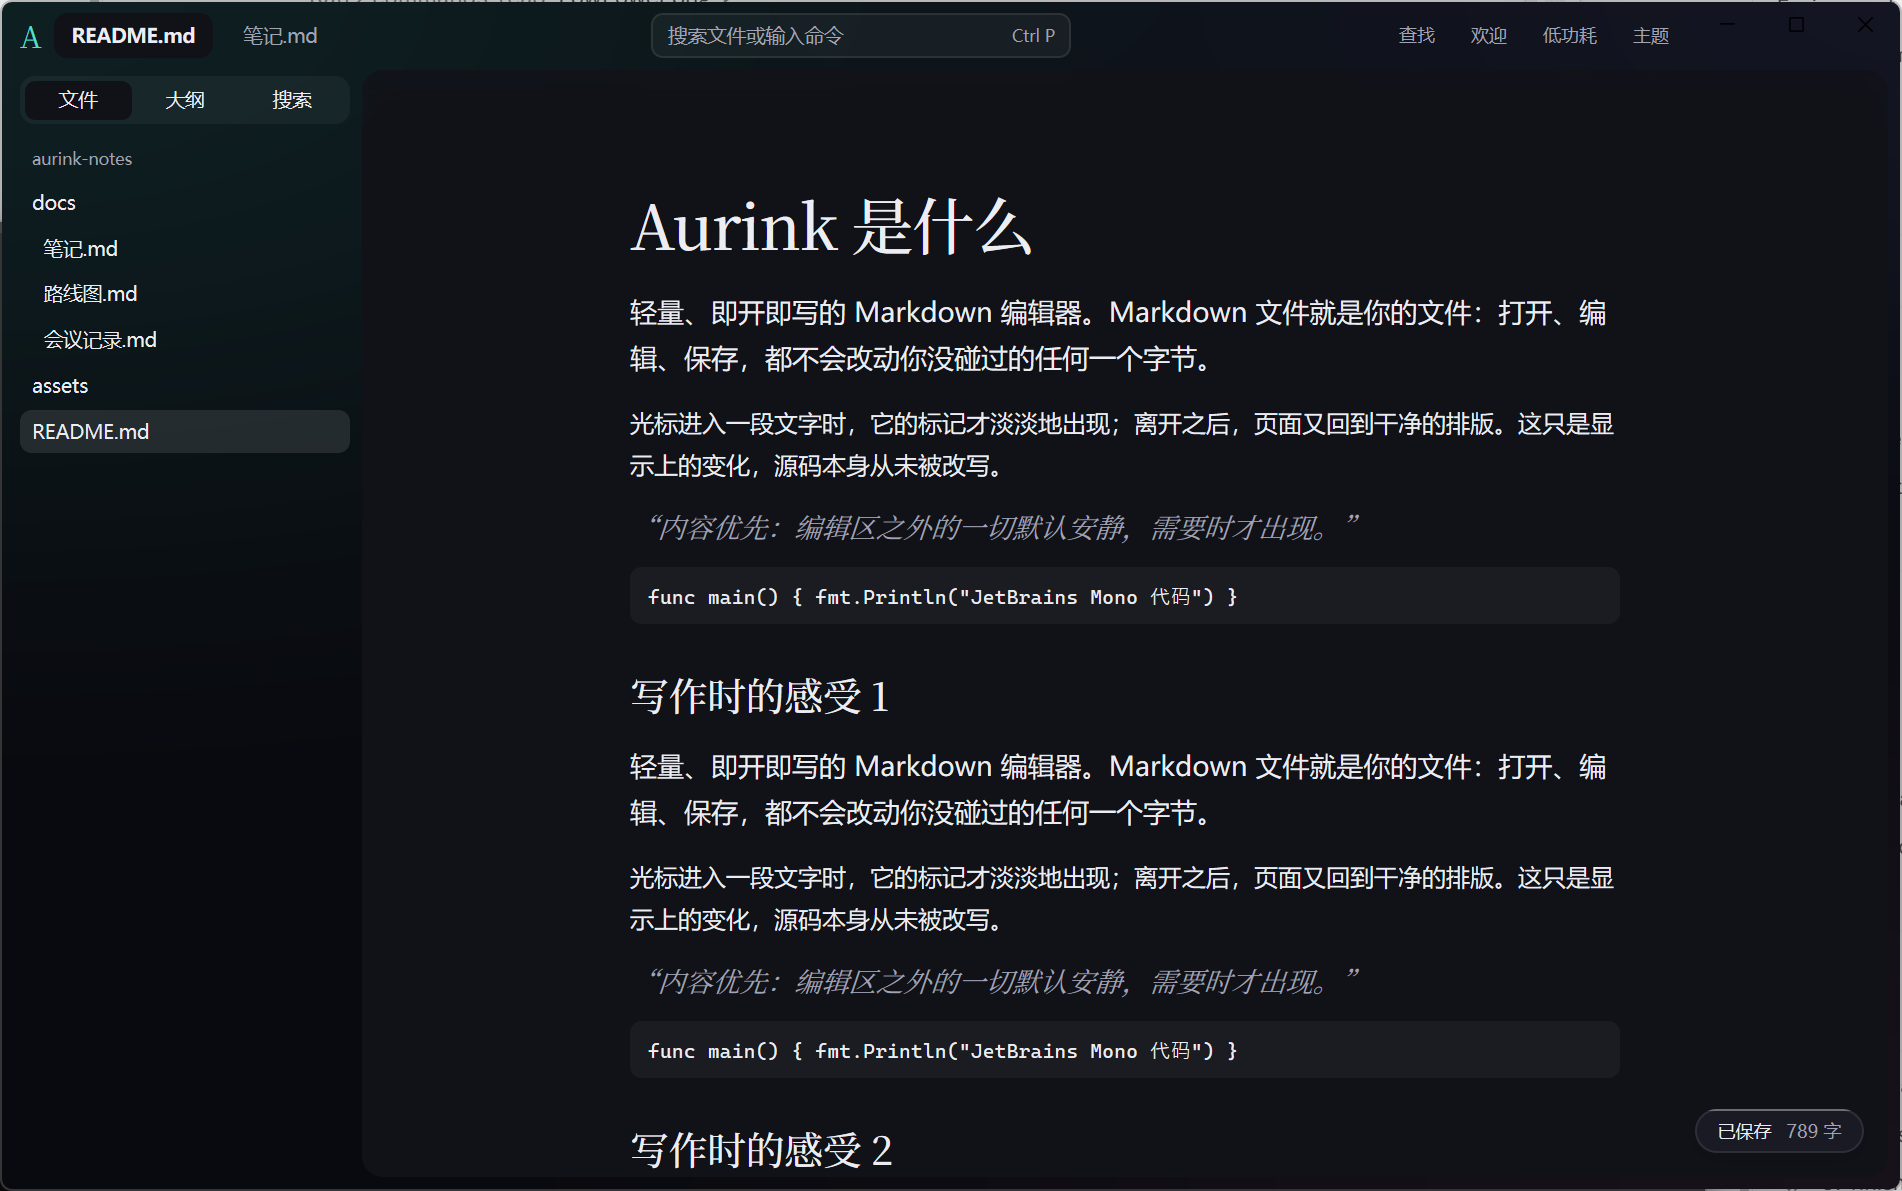 A README.md 笔记.md 搜索文件或输入命令 Ctrl P 查找 欢迎 低功耗 主题
文件 大纲 搜索
aurink-notes
docs
笔记.md
路线图.md
会议记录.md
assets
README.md
Aurink 是什么
轻量、即开即写的 Markdown 编辑器。Markdown 文件就是你的文件：打开、编
辑、保存，都不会改动你没碰过的任何一个字节。
光标进入一段文字时，它的标记才淡淡地出现；离开之后，页面又回到干净的排版。这只是显
示上的变化，源码本身从未被改写。
“内容优先：编辑区之外的一切默认安静，需要时才出现。”
func main() { fmt.Println("JetBrains Mono 代码") }
写作时的感受 1
轻量、即开即写的 Markdown 编辑器。Markdown 文件就是你的文件：打开、编
辑、保存，都不会改动你没碰过的任何一个字节。
光标进入一段文字时，它的标记才淡淡地出现；离开之后，页面又回到干净的排版。这只是显
示上的变化，源码本身从未被改写。
“内容优先：编辑区之外的一切默认安静，需要时才出现。”
func main() { fmt.Println("JetBrains Mono 代码") }
写作时的感受 2
已保存 789 字